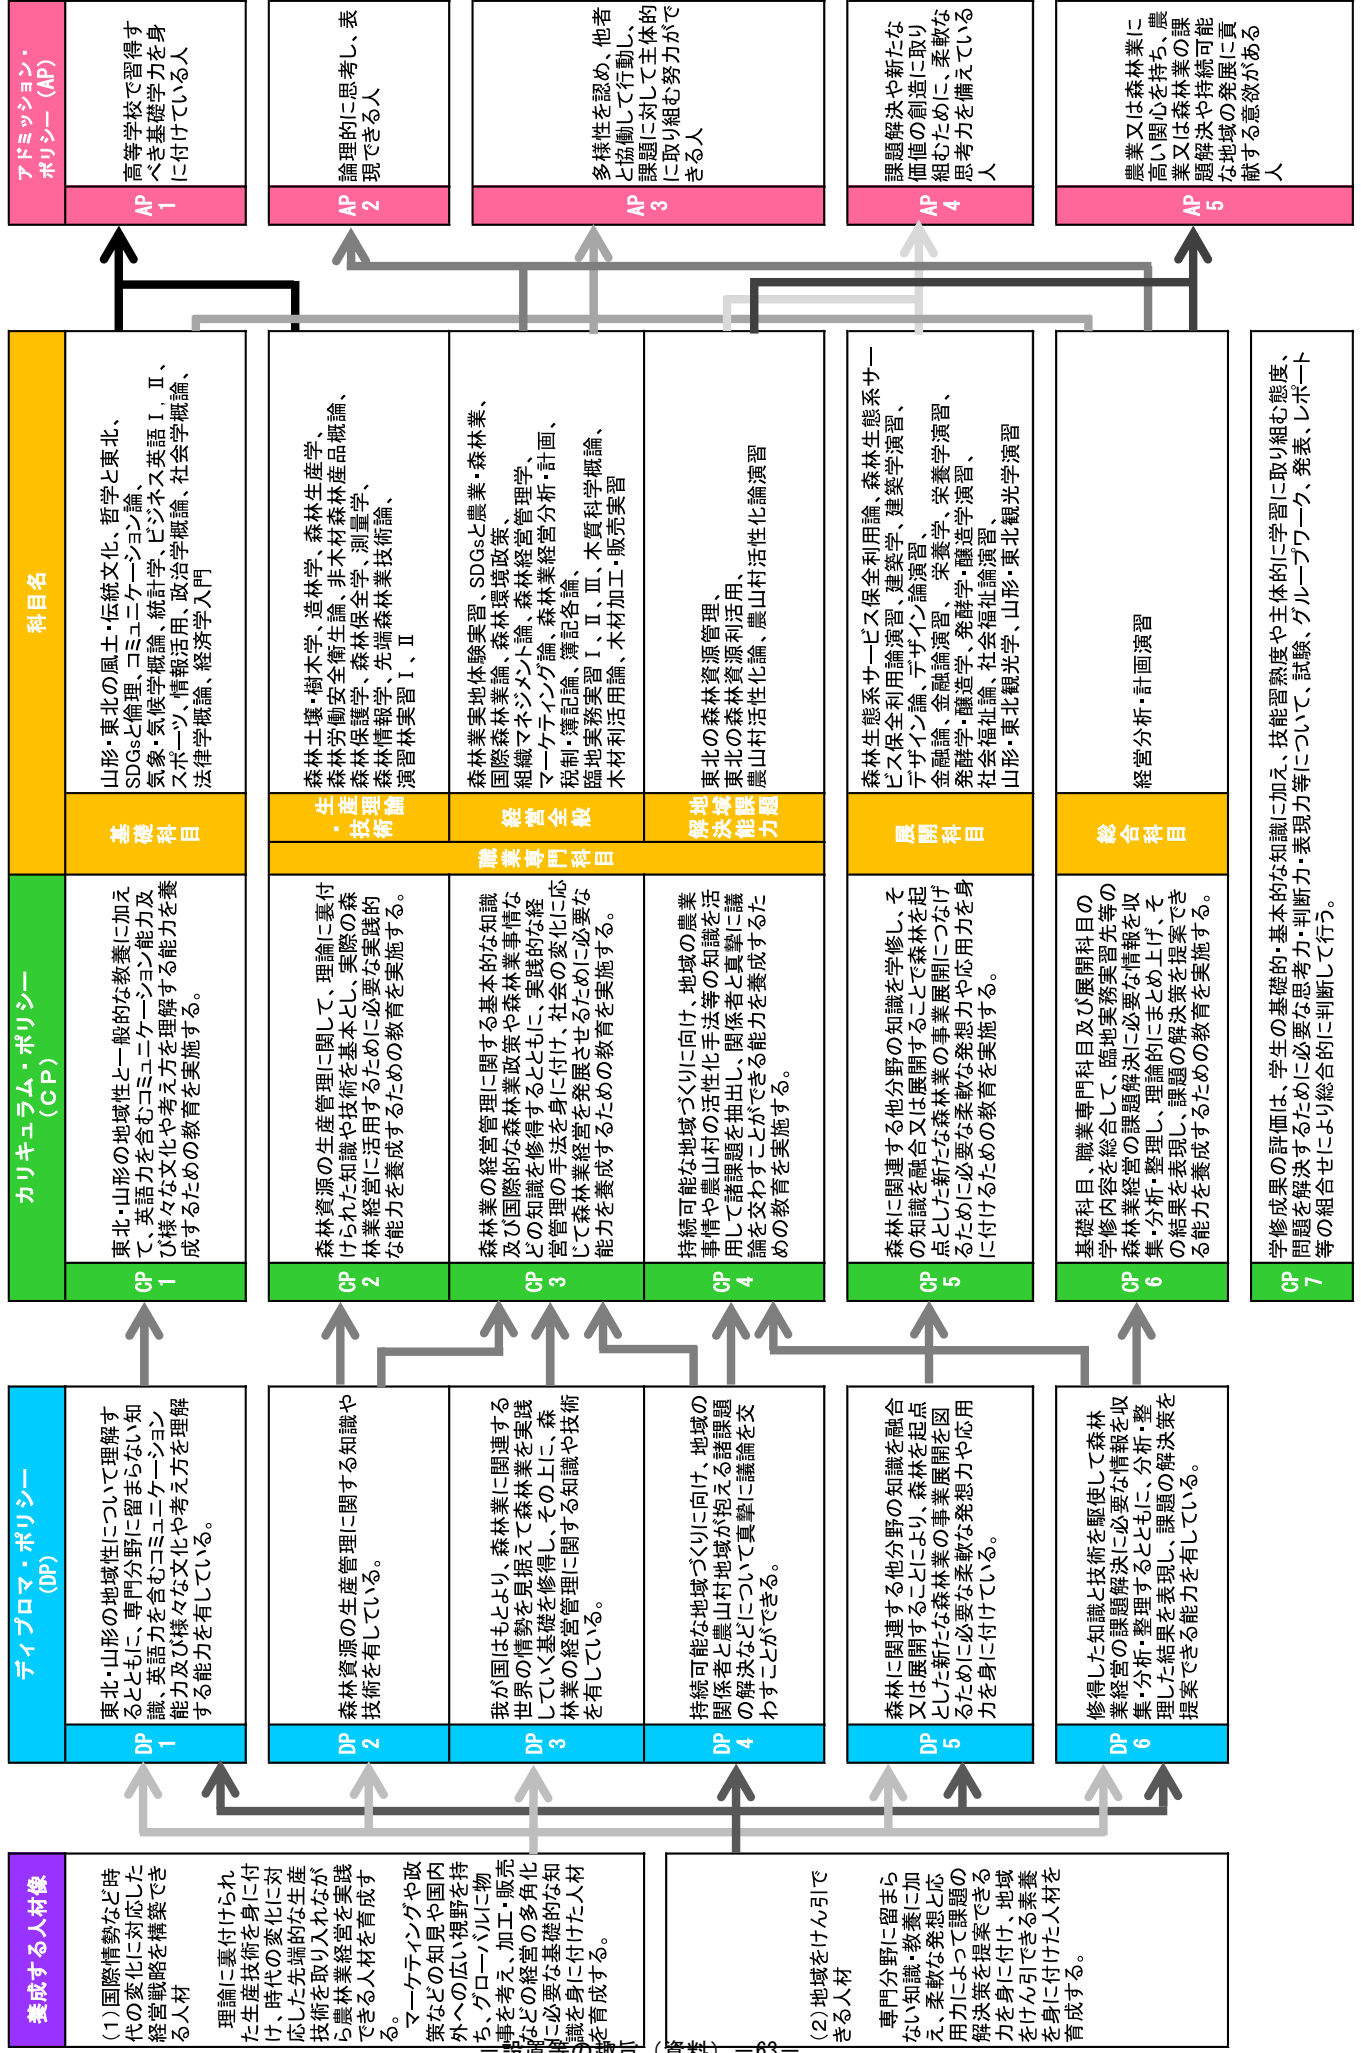 養成する人材像
(1)国際情勢など時
代の変化に対応した
経営戦略を構築でき
る人材
理論に裏付けられ
た生産技術を身に付
け、時代の変化に対
応した先端的な生産
技術を取り入れなが
ら農林業経営を実践
できる人材を育成す
る。
マーケティングや政
策などの知見や国内
外への広い視野を持
ち、グローバルに物
事を考え、加工・販売
などの経営の多角化
に必要な基礎的な知
識を身に付けた人材
を育成する。
(2)地域をけん引で
きる人材
専門分野に留まら
ない知識・教養に加
え、柔軟な発想と応
用力によって課題の
解決策を提案できる
力を身に付け、地域
をけん引できる素養
を身に付けた人材を
育成する。
ディプロマ・ポリシー
(DP)
DP
1
東北・山形の地域性について理解す
るとともに、専門分野に留まらない知
識、英語力を含むコミュニケーション
能力及び様々な文化や考え方を理解
する能力を有している。
DP
2
森林資源の生産管理に関する知識や
技術を有している。
DP
3
我が国はもとより、森林業に関連する
世界の情勢を見据えて森林業を実践
していく基礎を修得し、その上に、森
林業の経営管理に関する知識や技術
を有している。
DP
4
持続可能な地域づくりに向け、地域の
関係者と農山村地域が抱える諸課題
の解決などについて真摯に議論を交
わすことができる。
DP
5
森林に関連する他分野の知識を融合
又は展開することにより、森林を起点
とした新たな森林業の事業展開を図
るために必要な柔軟な発想力や応用
力を身に付けている。
DP
6
修得した知識と技術を駆使して森林
業経営の課題解決に必要な情報を収
集・分析・整理するとともに、分析・整
理した結果を表現し、課題の解決策を
提案できる能力を有している。
カリキュラム・ポリシー
(CP)
CP
1
東北・山形の地域性と一般的な教養に加え
て、英語力を含むコミュニケーション能力及
び様々な文化や考え方を理解する能力を養
成するための教育を実施する。
CP
2
森林資源の生産管理に関して、理論に裏付
けられた知識や技術を基本とし、実際の森
林業経営に活用するために必要な実践的
な能力を養成するための教育を実施する。
CP
3
森林業の経営管理に関する基本的な知識
及び国際的な森林業政策や森林業事情な
どの知識を修得するとともに、実践的な経
営管理の手法を身に付け、社会の変化に応
じて森林業経営を発展させるために必要な
能力を養成するための教育を実施する。
CP
4
持続可能な地域づくりに向け、地域の農業
事情や農山村の活性化手法等の知識を活
用して諸課題を抽出し、関係者と真摯に議
論を交わすことができる能力を養成するた
めの教育を実施する。
CP
5
森林に関連する他分野の知識を学修し、そ
の知識を融合又は展開することで森林を起
点とした新たな森林業の事業展開につなげ
るために必要な柔軟な発想力や応用力を身
に付けるための教育を実施する。
CP
6
基礎科目、職業専門科目及び展開科目の
学修内容を総合して、臨地実務実習先等の
森林業経営の課題解決に必要な情報を収
集・分析・整理し、理論的にまとめ上げ、そ
の結果を表現し、課題の解決策を提案でき
る能力を養成するための教育を実施する。
CP
7
学修成果の評価は、学生の基礎的・基本的な知識に加え、技能習熟度や主体的に学習に取り組む態度、
問題を解決するために必要な思考力・判断力・表現力等について、試験、グループワーク、発表、レポート
等の組合せにより総合的に判断して行う。
科目名
基礎科目
山形・東北の風土・伝統文化、哲学と東北、
SDGsと倫理、コミュニケーション論、
気象・気候学概論、統計学、ビジネス英語Ⅰ,Ⅱ、
スポーツ、情報活用、政治学概論、社会学概論、
法律学概論、経済学入門
職業専門科目
生産理論・技術
森林土壌・樹木学、造林学、森林生産学、
森林労働安全衛生論、非木材森林産品概論、
森林保護学、森林保全学、測量学、
森林情報学、先端森林業技術論、
演習林実習Ⅰ、Ⅱ
経営全般
森林業実地体験実習、SDGsと農業・森林業、
国際森林業論、森林環境政策、
組織マネジメント論、森林経営管理学、
マーケティング論、森林業経営分析・計画、
税制・簿記論、簿記各論、
臨地実務実習Ⅰ、Ⅱ、Ⅲ、木質科学概論、
木材利活用論、木材加工・販売実習
地域課題解決能力
東北の森林資源管理、
東北の森林資源利活用、
農山村活性化論、農山村活性化論演習
展開科目
森林生態系サービス保全利用論、森林生態系サー
ビス保全利用論演習、建築学、建築学演習、
デザイン論、デザイン論演習、
金融論、金融論演習、栄養学、栄養学演習、
発酵学・醸造学、発酵学・醸造学演習、
社会福祉論、社会福祉論演習、
山形・東北観光学、山形・東北観光学演習
総合科目
経営分析・計画演習
アドミッション・
ポリシー(AP)
AP
1
高等学校で習得す
べき基礎学力を身
に付けている人
AP
2
論理的に思考し、表
現できる人
AP
3
多様性を認め、他者
と協働して行動し、
課題に対して主体的
に取り組む努力がで
きる人
AP
4
課題解決や新たな
価値の創造に取り
組むために、柔軟な
思考力を備えている
人
AP
5
農業又は森林業に
高い関心を持ち、農
業又は森林業の課
題解決や持続可能
な地域の発展に貢
献する意欲がある
人
(資料) ―63―